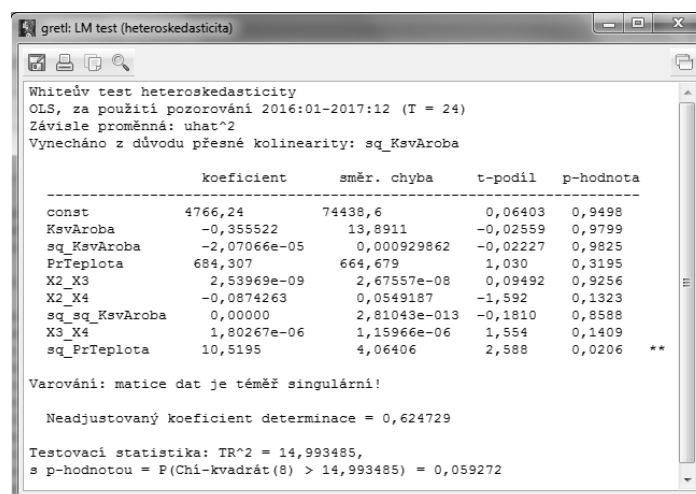 gretl: LM test (heteroskedasticita)
Whiteův test heteroskedasticity
OLS, za použití pozorování 2016:01-2017:12 (T = 24)
Závisle proměnná: uhat^2
Vynecháno z důvodu přesné kolinearity: sq_KsvAroba
koeficient směr. chyba t-podíl p-hodnota
---------------------------------------------------------------
const 4766,24 74438,6 0,06403 0,9498
KsvAroba -0,355522 13,8911 -0,02559 0,9799
sq_KsvAroba -2,07066e-05 0,000929862 -0,02227 0,9825
PrTeplota 684,307 664,679 1,030 0,3195
X2_X3 2,53969e-09 2,67557e-08 0,09492 0,9256
X2_X4 -0,0874263 0,0549187 -1,592 0,1323
sq_sq_KsvAroba 0,00000 2,81043e-013 -0,1810 0,8588
X3_X4 1,80267e-06 1,15966e-06 1,554 0,1409
sq_PrTeplota 10,5195 4,06406 2,588 0,0206 **
Varování: matice dat je téměř singulární!
Neadjustovaný koeficient determinace = 0,624729
Testovací statistika: TR^2 = 14,993485,
s p-hodnotou = P(Chí-kvadrát(8) > 14,993485) = 0,059272